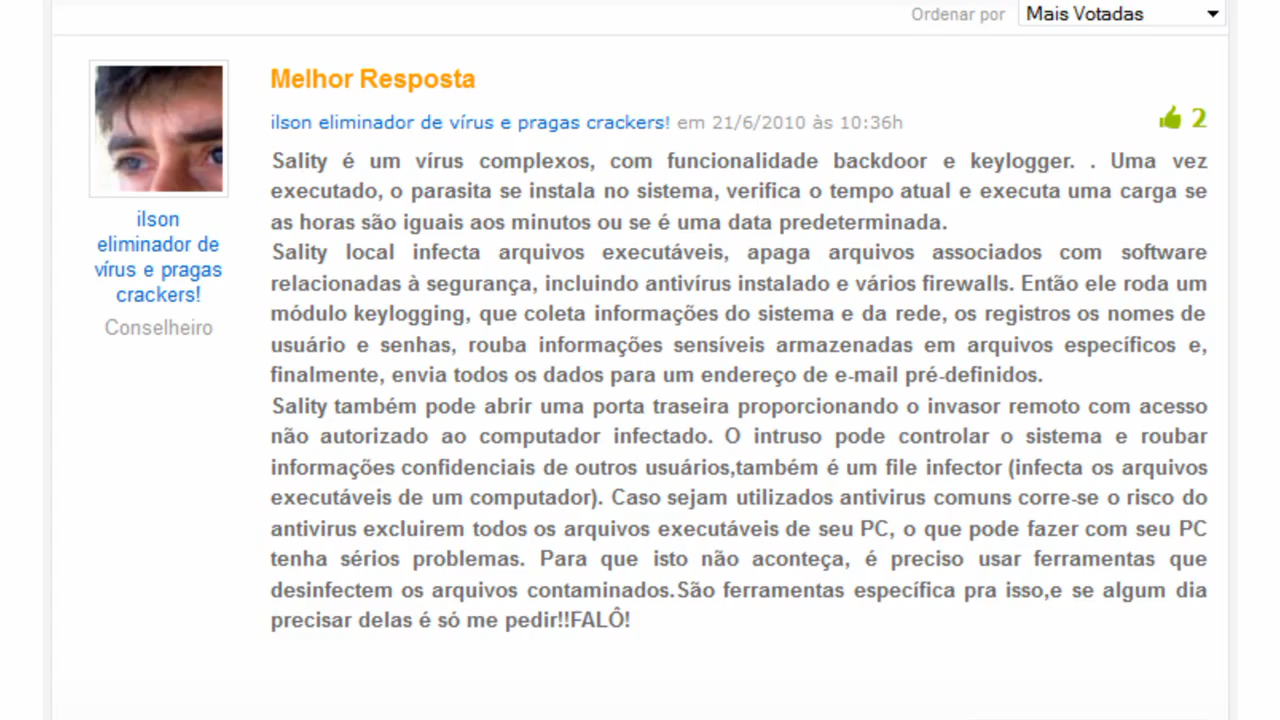 Ordenar por Mais Votadas
Melhor Resposta
ilson eliminador de vírus e pragas crackers! em 21/6/2010 às 10:36h
2
ilson
eliminador de
vírus e pragas
crackers!
Conselheiro
Sality é um vírus complexos, com funcionalidade backdoor e keylogger. . Uma vez
executado, o parasita se instala no sistema, verifica o tempo atual e executa uma carga se
as horas são iguais aos minutos ou se é uma data predeterminada.
Sality local infecta arquivos executáveis, apaga arquivos associados com software
relacionadas à segurança, incluindo antivírus instalado e vários firewalls. Então ele roda um
módulo keylogging, que coleta informações do sistema e da rede, os registros os nomes de
usuário e senhas, rouba informações sensíveis armazenadas em arquivos específicos e,
finalmente, envia todos os dados para um endereço de e-mail pré-definidos.
Sality também pode abrir uma porta traseira proporcionando o invasor remoto com acesso
não autorizado ao computador infectado. O intruso pode controlar o sistema e roubar
informações confidenciais de outros usuários,também é um file infector (infecta os arquivos
executáveis de um computador). Caso sejam utilizados antivirus comuns corre-se o risco do
antivirus excluirem todos os arquivos executáveis de seu PC, o que pode fazer com seu PC
tenha sérios problemas. Para que isto não aconteça, é preciso usar ferramentas que
desinfectem os arquivos contaminados.São ferramentas específica pra isso,e se algum dia
precisar delas é só me pedir!!FALÔ!